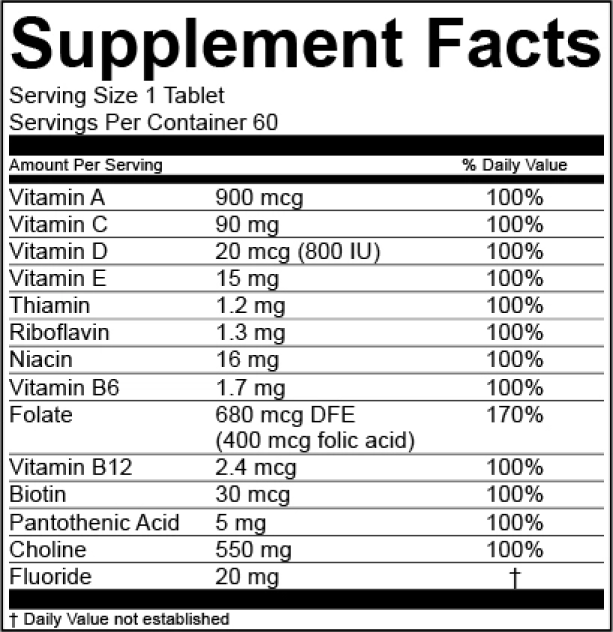 Supplement Facts
Serving Size 1 Tablet
Servings Per Container 60
Amount Per Serving % Daily Value
Vitamin A 900 mcg 100%
Vitamin C 90 mg 100%
Vitamin D 20 mcg (800 IU) 100%
Vitamin E 15 mg 100%
Thiamin 1.2 mg 100%
Riboflavin 1.3 mg 100%
Niacin 16 mg 100%
Vitamin B6 1.7 mg 100%
Folate 680 mcg DFE 170%
(400 mcg folic acid)
Vitamin B12 2.4 mcg 100%
Biotin 30 mcg 100%
Pantothenic Acid 5 mg 100%
Choline 550 mg 100%
Fluoride 20 mg †
† Daily Value not established